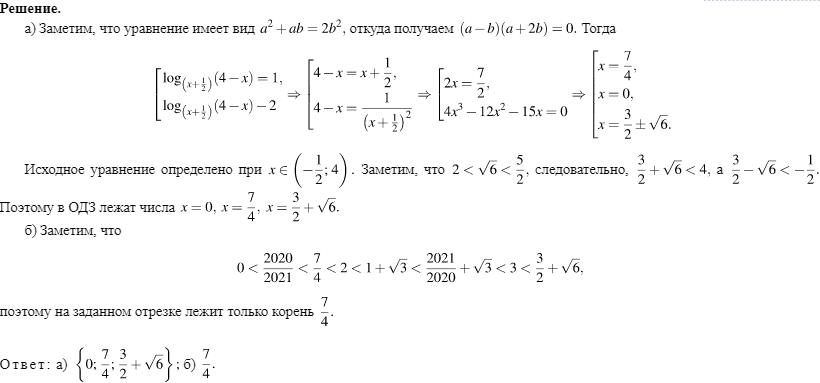 Решение.
а) Заметим, что уравнение имеет вид a² + ab = 2b², откуда получаем (a − b)(a + 2b) = 0. Тогда
[ log_(x+1/2) (4 − x) = 1, log_(x+1/2) (4 − x) − 2 ⇒ [ 4 − x = x + 1/2, 4 − x = 1/(x + 1/2)² ⇒ [ 2x = 7/2, 4x³ − 12x² − 15x = 0 ⇒ [ x = 7/4, x = 0, x = 3/2 ± √6.
Исходное уравнение определено при x ∈ (−1/2; 4). Заметим, что 2 < √6 < 5/2, следовательно, 3/2 + √6 < 4, а 3/2 − √6 < −1/2.
Поэтому в ОДЗ лежат числа x = 0, x = 7/4, x = 3/2 + √6.
б) Заметим, что
0 < 2020/2021 < 7/4 < 2 < 1 + √3 < 2021/2020 + √3 < 3 < 3/2 + √6,
поэтому на заданном отрезке лежит только корень 7/4.
Ответ: а) {0; 7/4; 3/2 + √6}; б) 7/4.